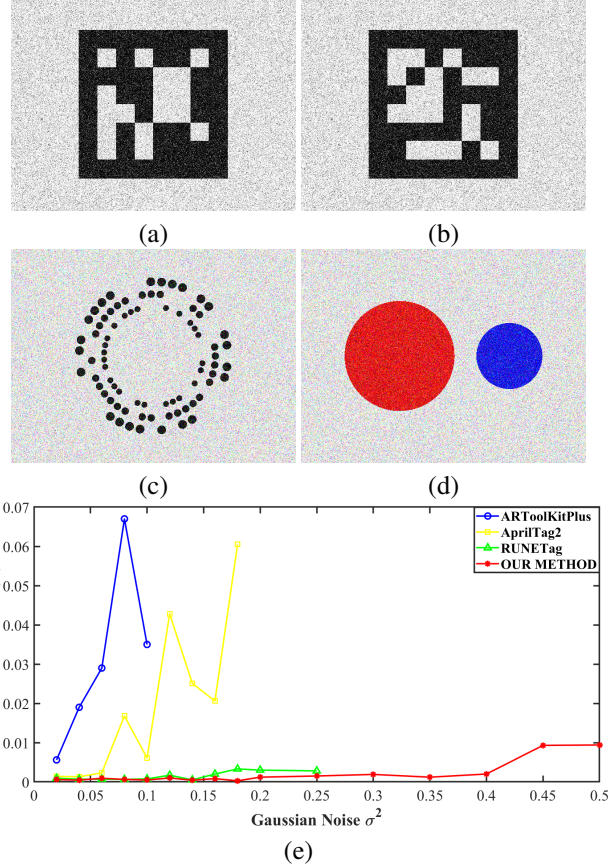 (a) (b)
(c) (d)
0.07
0.06
0.05
0.04
0.03
0.02
0.01
0
ARToolKitPlus
AprilTag2
RUNETag
OUR METHOD
0 0.05 0.1 0.15 0.2 0.25 0.3 0.35 0.4 0.45 0.5
Gaussian Noise σ²
(e)